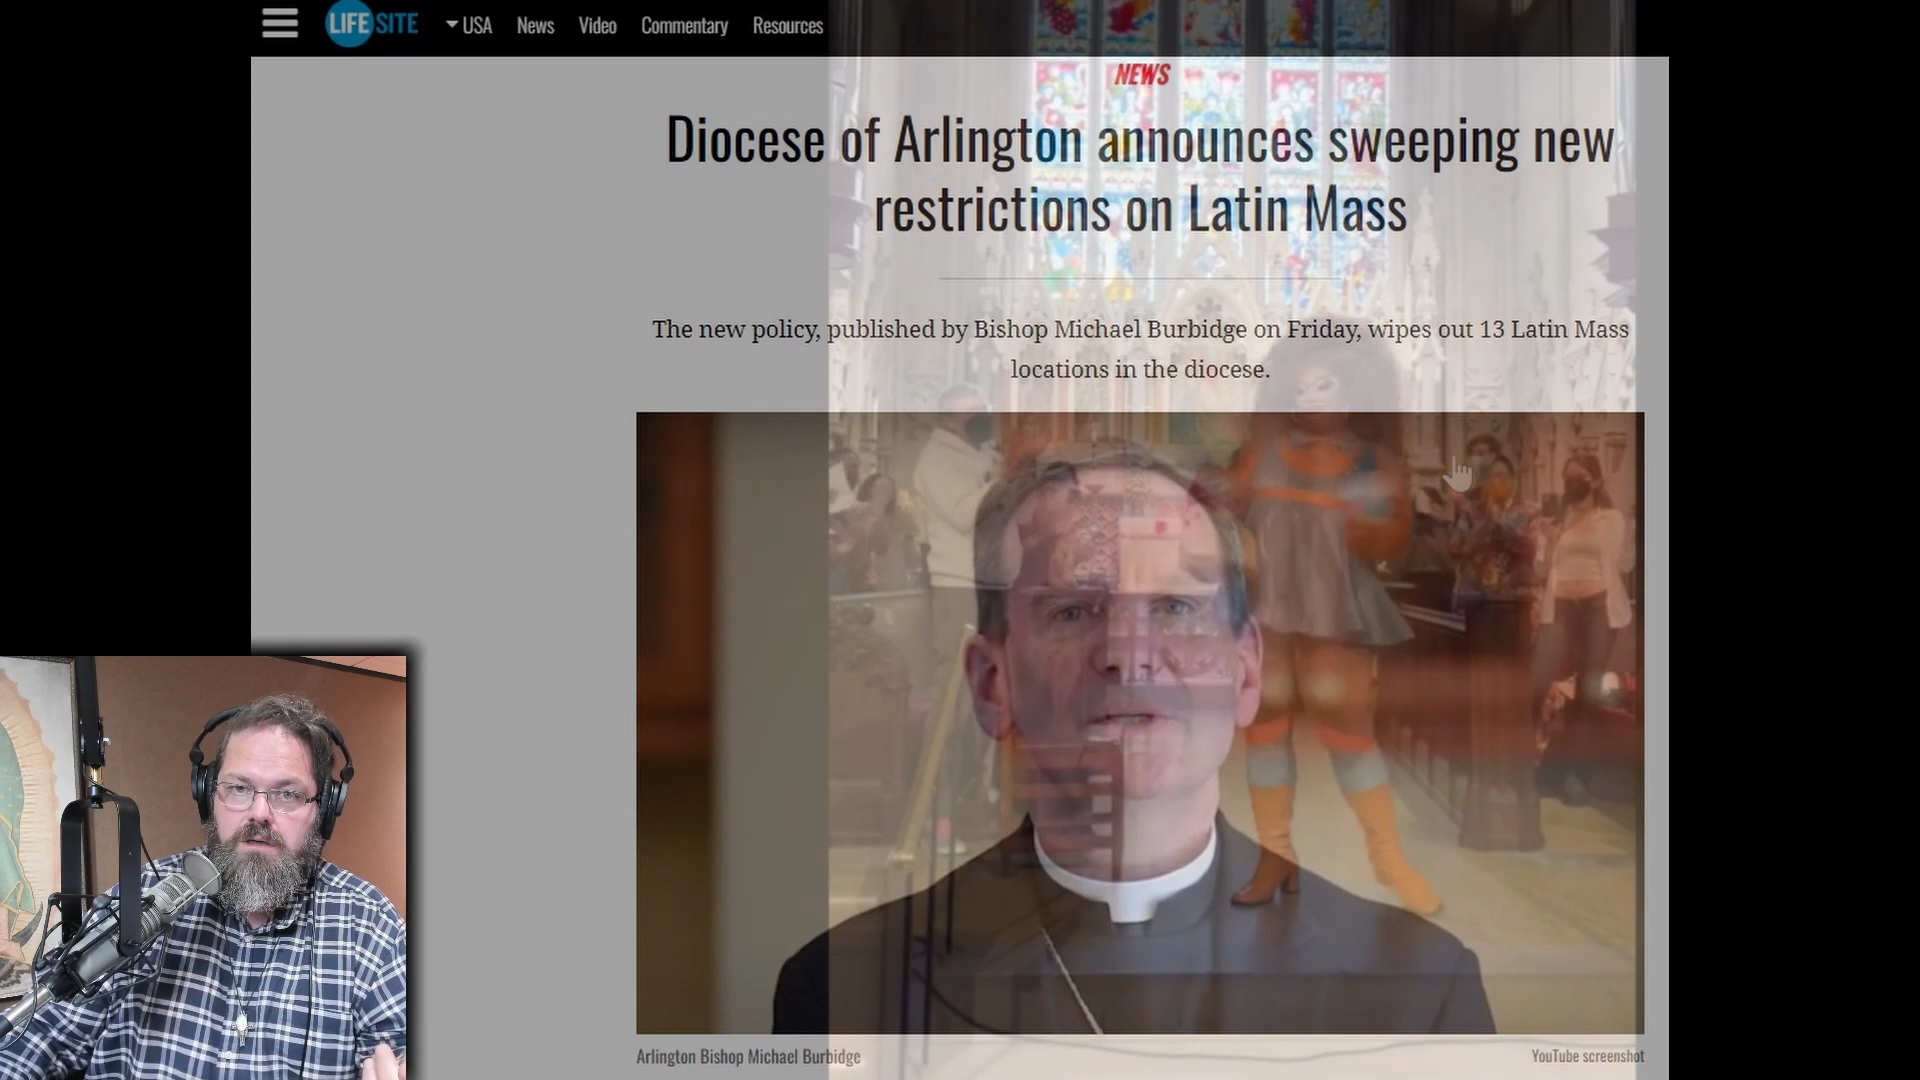 LIFE SITE
USA News Video Commentary Resources
NEWS
Diocese of Arlington announces sweeping new
restrictions on Latin Mass
The new policy, published by Bishop Michael Burbidge on Friday, wipes out 13 Latin Mass
locations in the diocese.
Arlington Bishop Michael Burbidge
YouTube screenshot